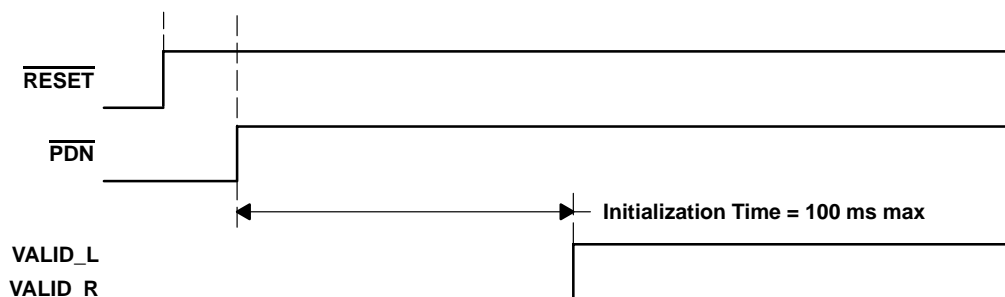 RESET
PDN
Initialization Time = 100 ms max
VALID_L
VALID_R